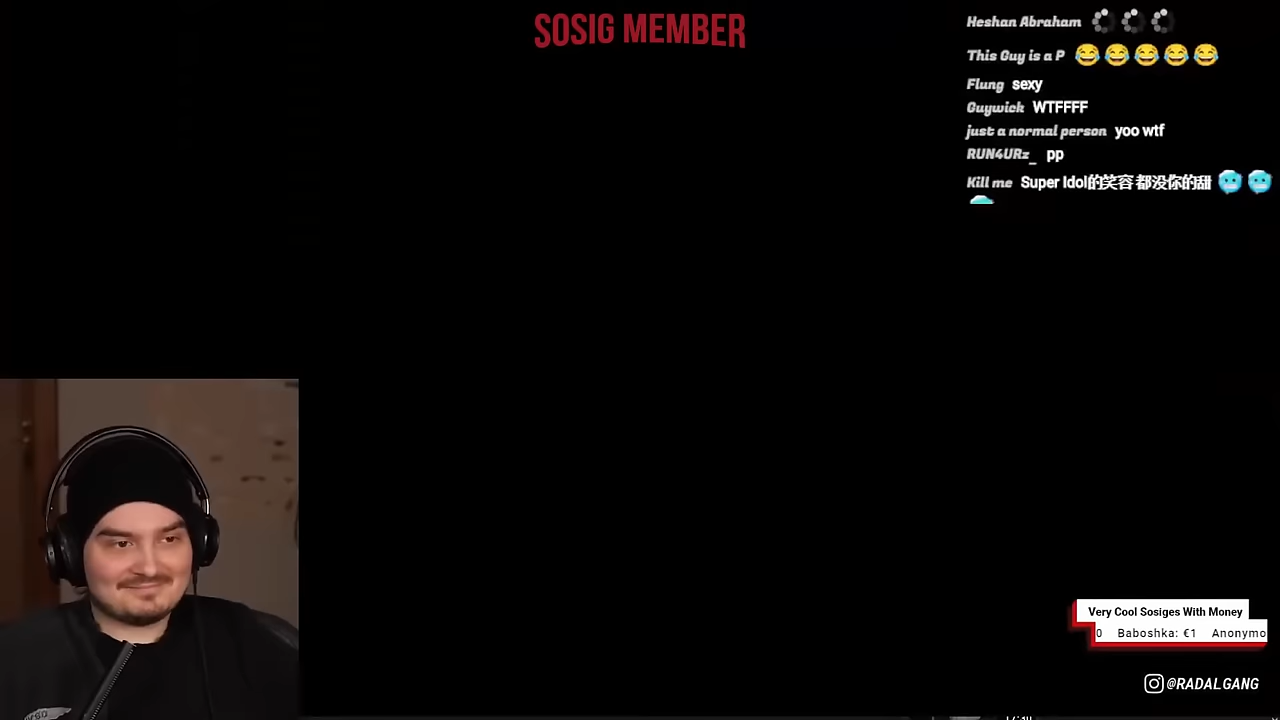 SOSIG MEMBER
Heshan Abraham
This Guy is a P 😂😂😂😂😂
Flung sexy
Guywick WTFFFF
just a normal person yoo wtf
RUN4URz_ pp
Kill me Super Idol的笑容都没你的甜 🥶🥶
🥶
Very Cool Sosiges With Money
0 Baboshka: €1 Anonymo
@RADALGANG